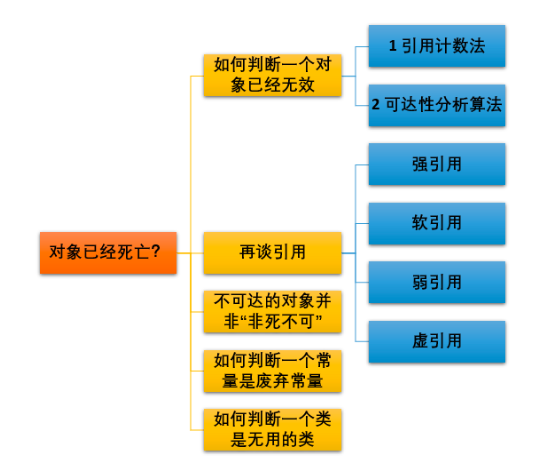 对象已经死亡?
如何判断一个对
象已经无效
1 引用计数法
2 可达性分析算法
再谈引用
强引用
软引用
弱引用
虚引用
不可达的对象并
非“非死不可”
如何判断一个常
量是废弃常量
如何判断一个类
是无用的类